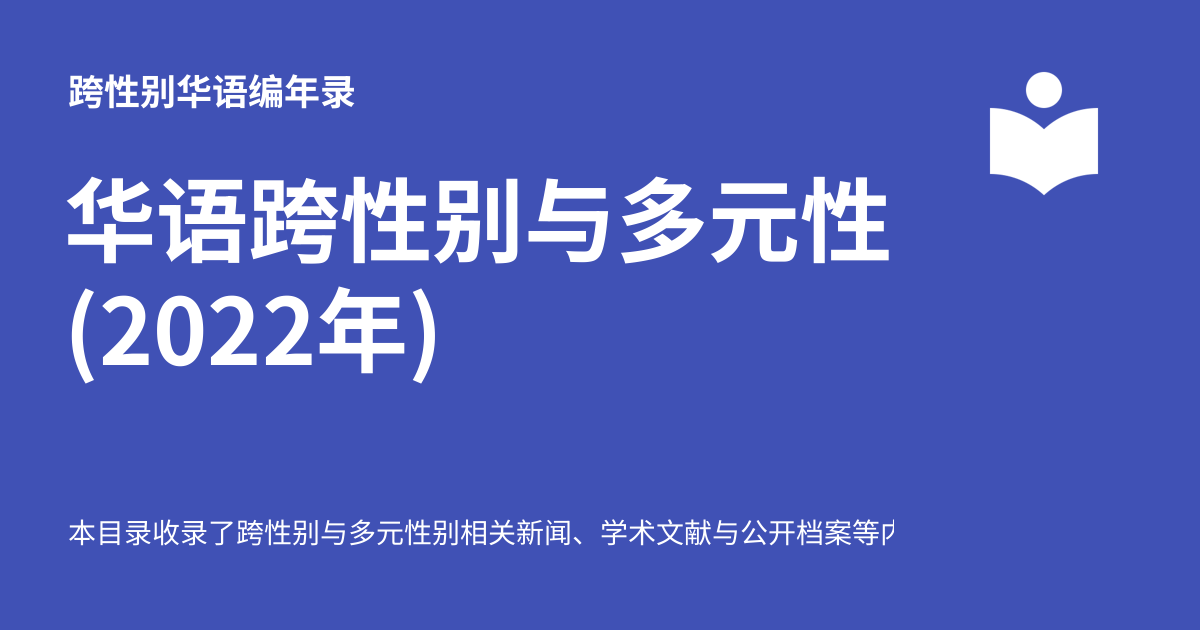 跨性别华语编年录
华语跨性别与多元性
(2022年)
本目录收录了跨性别与多元性别相关新闻、学术文献与公开档案等